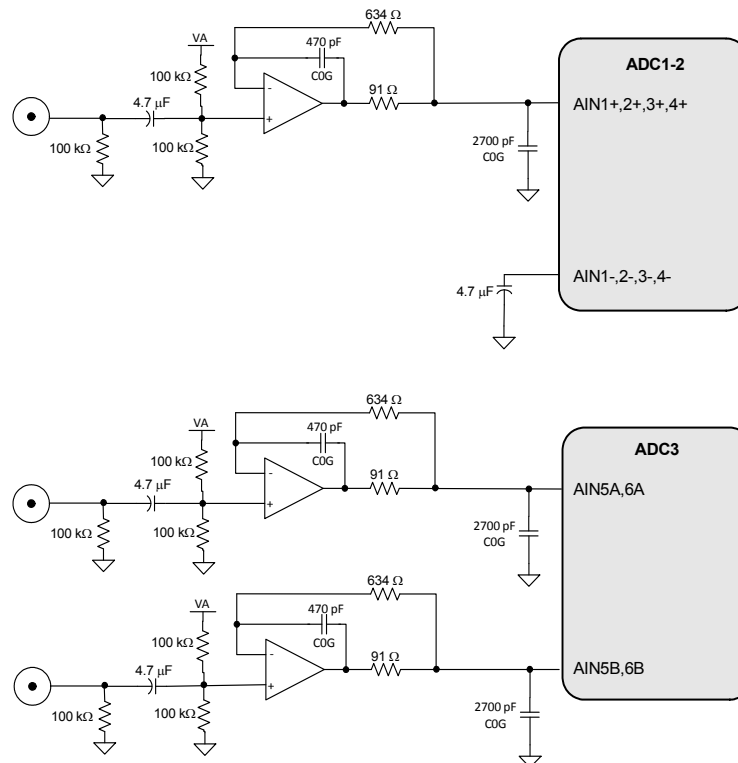 634 Ω
470 pF
C0G
VA
100 kΩ
4.7 µF
-
+
91 Ω
100 kΩ
100 kΩ
2700 pF
C0G
ADC1-2
AIN1+,2+,3+,4+
4.7 µF
AIN1-,2-,3-,4-
634 Ω
470 pF
C0G
VA
100 kΩ
4.7 µF
-
+
91 Ω
100 kΩ
100 kΩ
2700 pF
C0G
ADC3
AIN5A,6A
634 Ω
470 pF
C0G
VA
100 kΩ
4.7 µF
-
+
91 Ω
100 kΩ
100 kΩ
2700 pF
C0G
AIN5B,6B